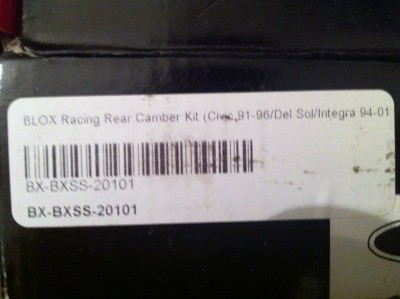 BLOX Racing Rear Camber Kit (Civic 91-96/Del Sol/Integra 94-01
BX-BXSS-20101
BX-BXSS-20101